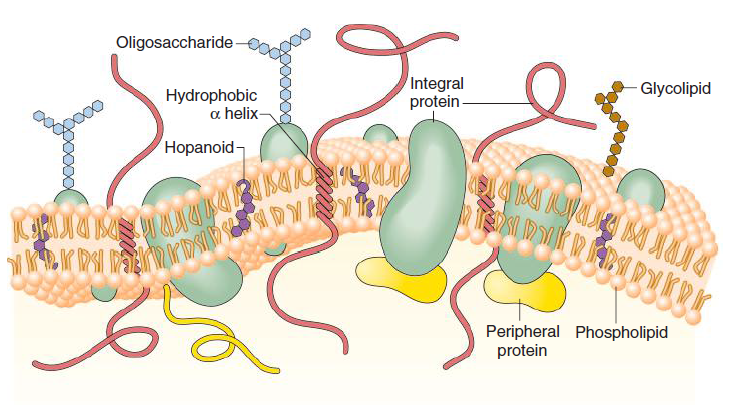 Oligosaccharide
Hydrophobic
α helix
Hopanoid
Integral
protein
Glycolipid
Peripheral
protein
Phospholipid